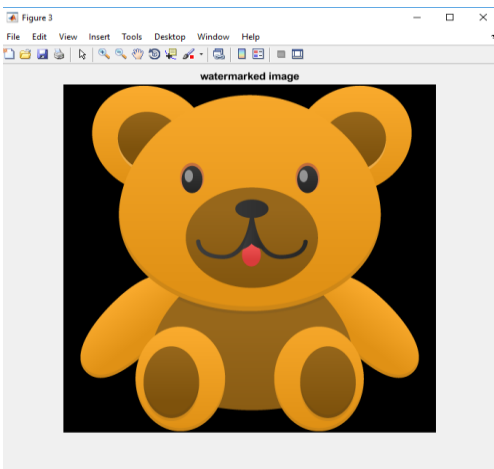 Figure 3
File Edit View Insert Tools Desktop Window Help
watermarked image